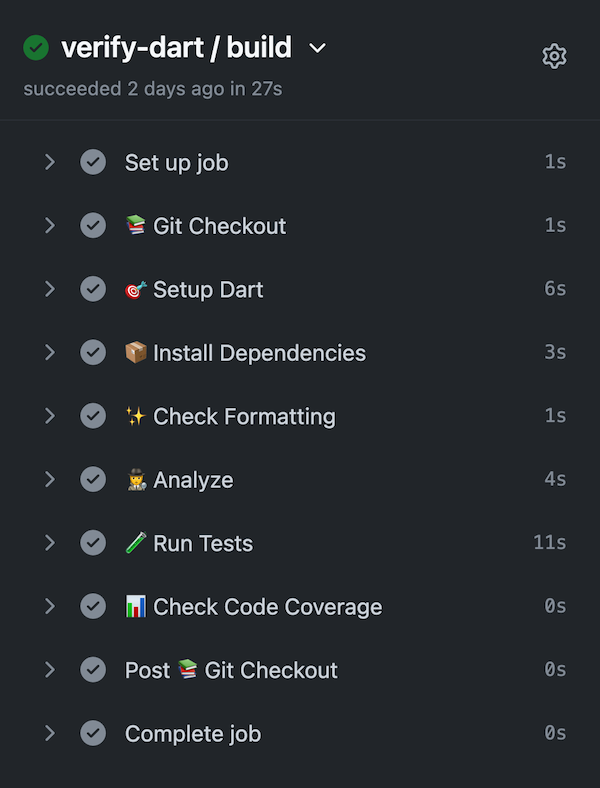 verify-dart / build
succeeded 2 days ago in 27s
Set up job 1s
📚 Git Checkout 1s
🎯 Setup Dart 6s
📦 Install Dependencies 3s
✨ Check Formatting 1s
🕵️ Analyze 4s
🧪 Run Tests 11s
📊 Check Code Coverage 0s
Post 📚 Git Checkout 0s
Complete job 0s